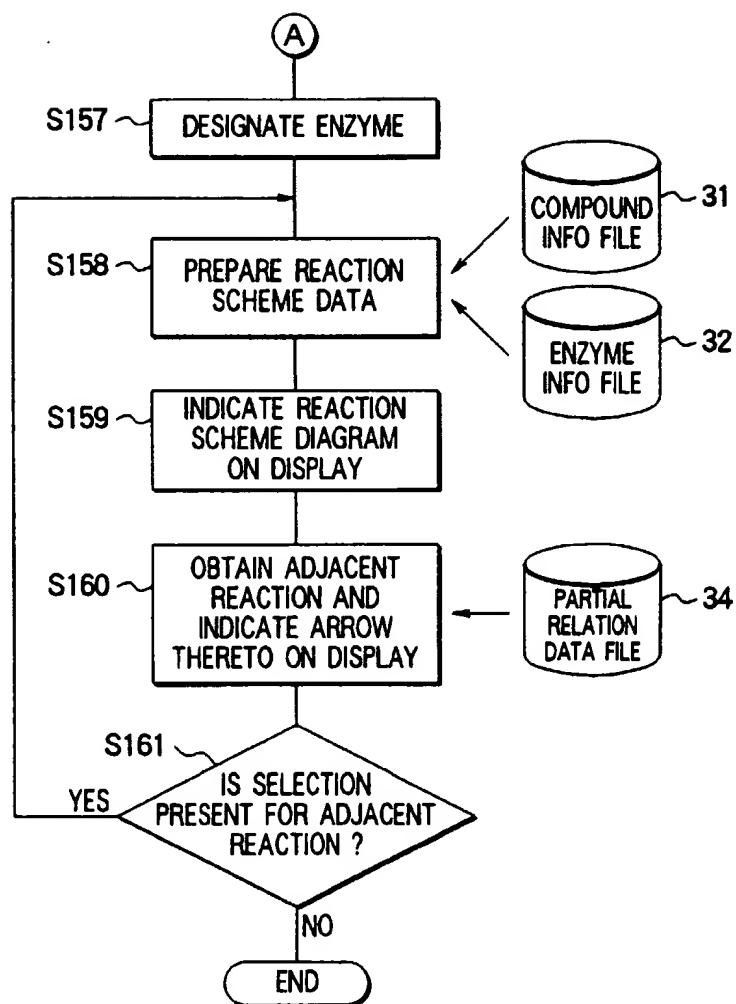 A
S157
DESIGNATE ENZYME
S158
PREPARE REACTION
SCHEME DATA
COMPOUND
INFO FILE
31
ENZYME
INFO FILE
32
S159
INDICATE REACTION
SCHEME DIAGRAM
ON DISPLAY
S160
OBTAIN ADJACENT
REACTION AND
INDICATE ARROW
THERETO ON DISPLAY
PARTIAL
RELATION
DATA FILE
34
S161
IS SELECTION
PRESENT FOR ADJACENT
REACTION ?
YES
NO
END